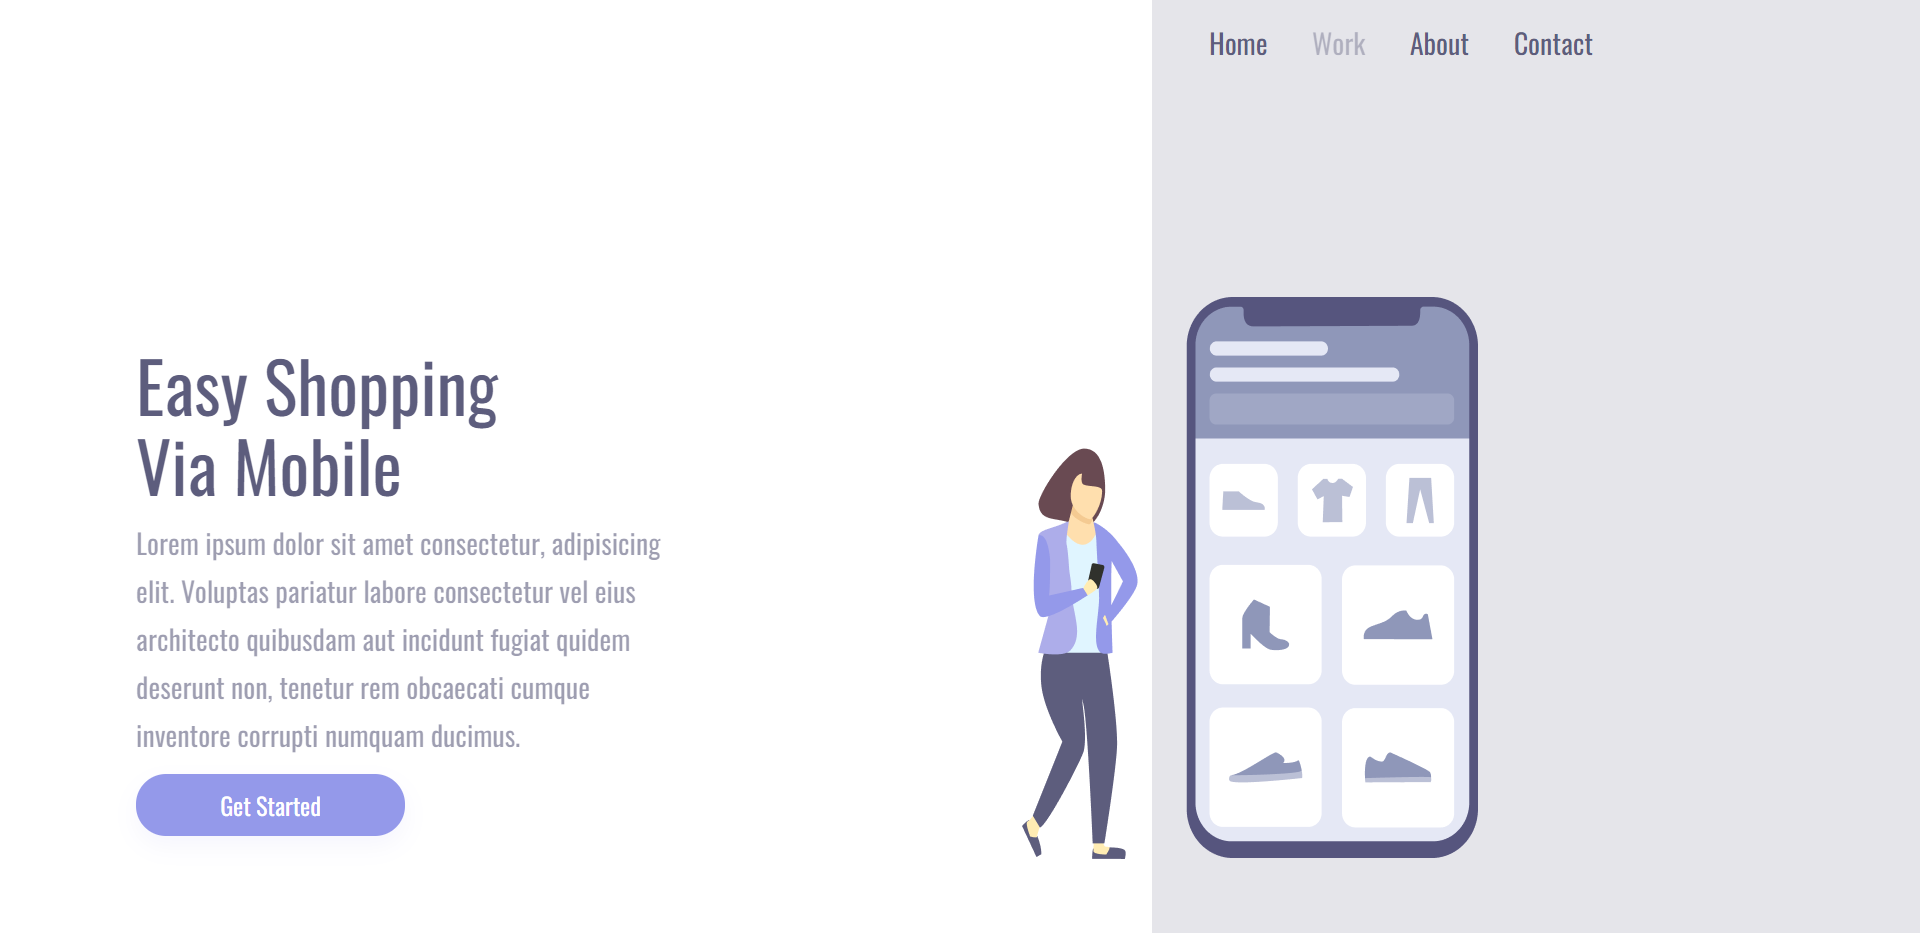 Home Work About Contact
Easy Shopping
Via Mobile
Lorem ipsum dolor sit amet consectetur, adipisicing
elit. Voluptas pariatur labore consectetur vel eius
architecto quibusdam aut incidunt fugiat quidem
deserunt non, tenetur rem obcaecati cumque
inventore corrupti numquam ducimus.
Get Started